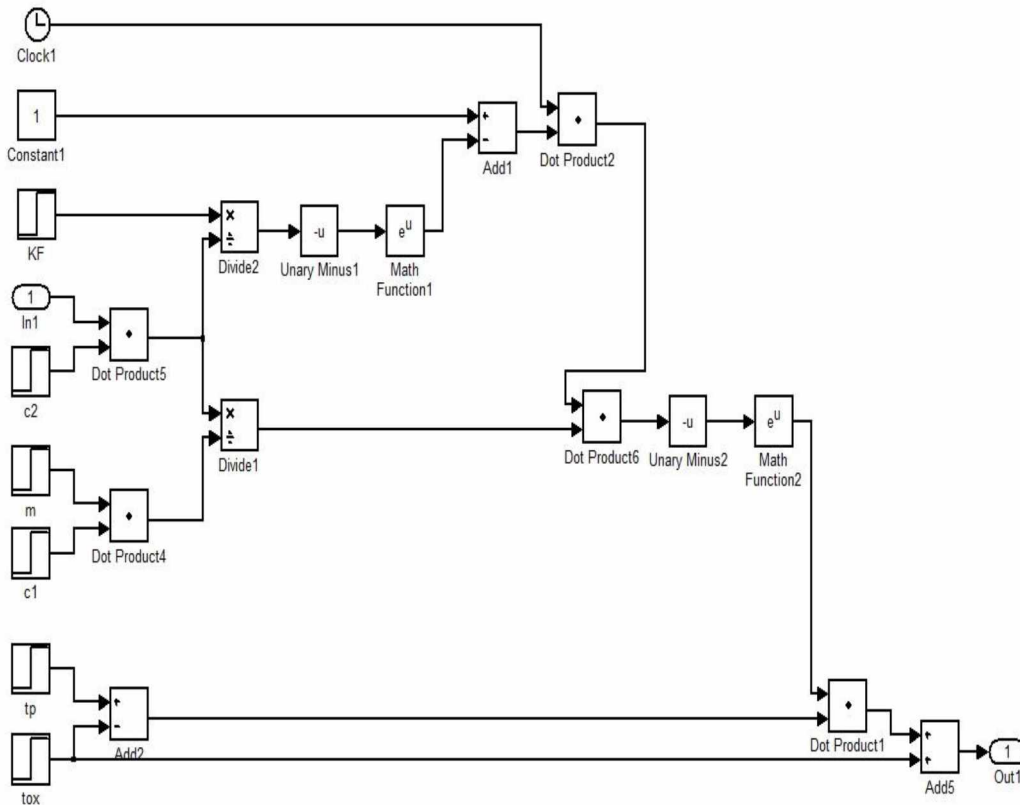 Clock1
1
Constant1
+
−
Add1
Dot Product2
KF
×
÷
Divide2
-u
Unary Minus1
e^u
Math
Function1
1
In1
Dot Product5
c2
×
÷
Divide1
Dot Product6
-u
Unary Minus2
e^u
Math
Function2
m
Dot Product4
c1
tp
+
−
Add2
Dot Product1
tox
+
+
Add5
1
Out1